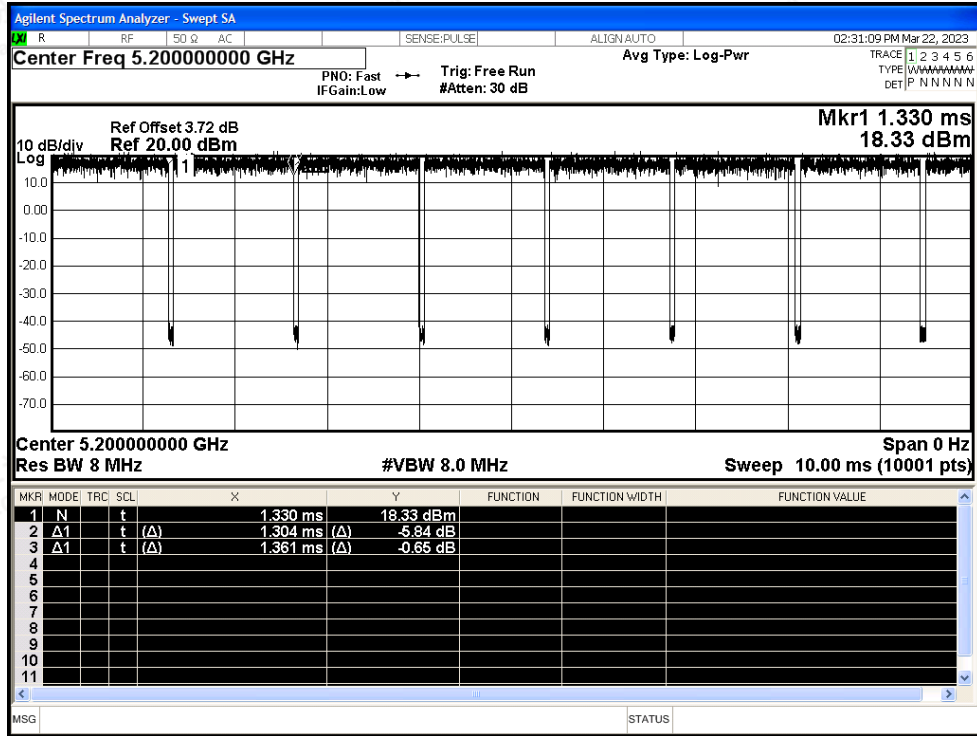 Agilent Spectrum Analyzer - Swept SA
LXI R RF 50 Ω AC SENSE:PULSE ALIGN AUTO 02:31:09 PM Mar 22, 2023
Center Freq 5.200000000 GHz
PNO: Fast
IFGain:Low
Trig: Free Run
#Atten: 30 dB
Avg Type: Log-Pwr
TRACE 1 2 3 4 5 6
TYPE W
DET P N N N N N
Mkr1 1.330 ms
18.33 dBm
Ref Offset 3.72 dB
10 dB/div Ref 20.00 dBm
Log
1
10.0
0.00
-10.0
-20.0
-30.0
-40.0
-50.0
-60.0
-70.0
Center 5.200000000 GHz Span 0 Hz
Res BW 8 MHz #VBW 8.0 MHz Sweep 10.00 ms (10001 pts)
MKR MODE TRC SCL X Y FUNCTION FUNCTION WIDTH FUNCTION VALUE
1 N t 1.330 ms 18.33 dBm
2 Δ1 t (Δ) 1.304 ms (Δ) -5.84 dB
3 Δ1 t (Δ) 1.361 ms (Δ) -0.65 dB
4
5
6
7
8
9
10
11
MSG STATUS